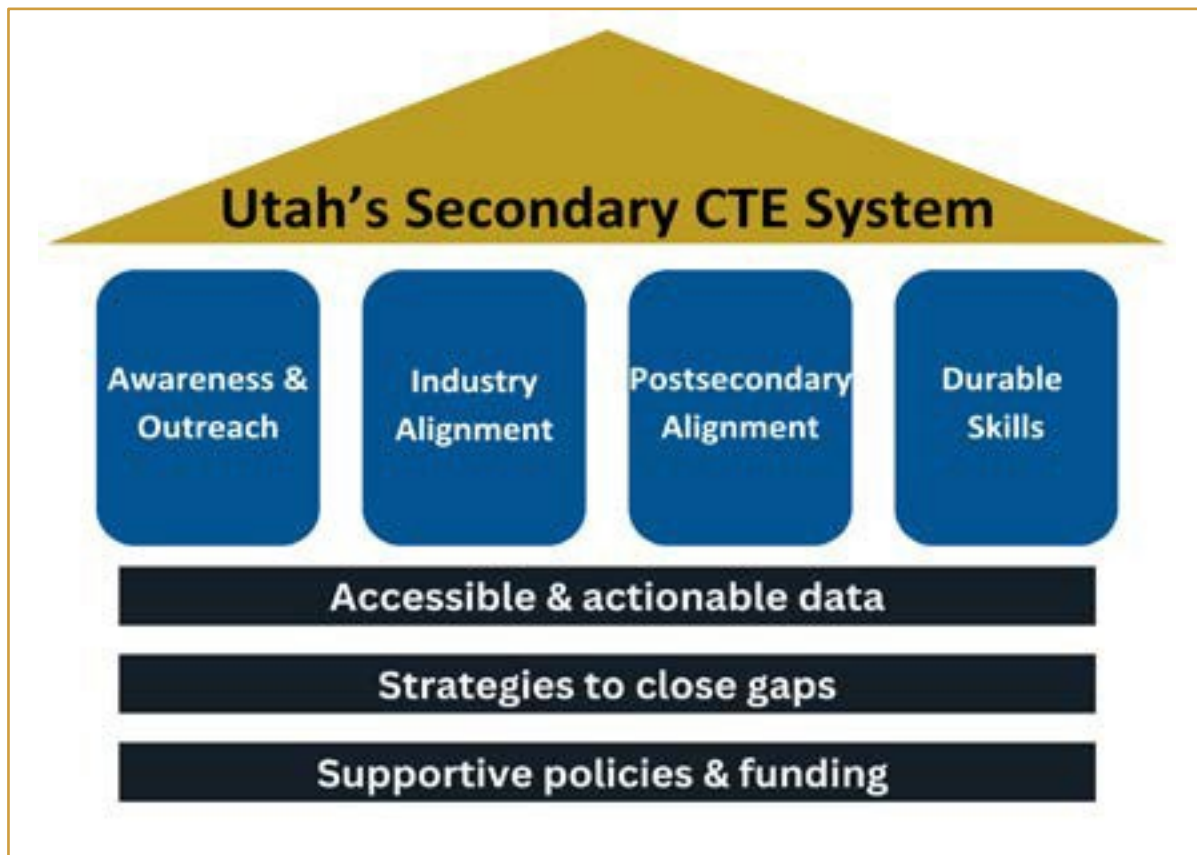 Utah’s Secondary CTE System
Awareness &
Outreach
Industry
Alignment
Postsecondary
Alignment
Durable
Skills
Accessible & actionable data
Strategies to close gaps
Supportive policies & funding